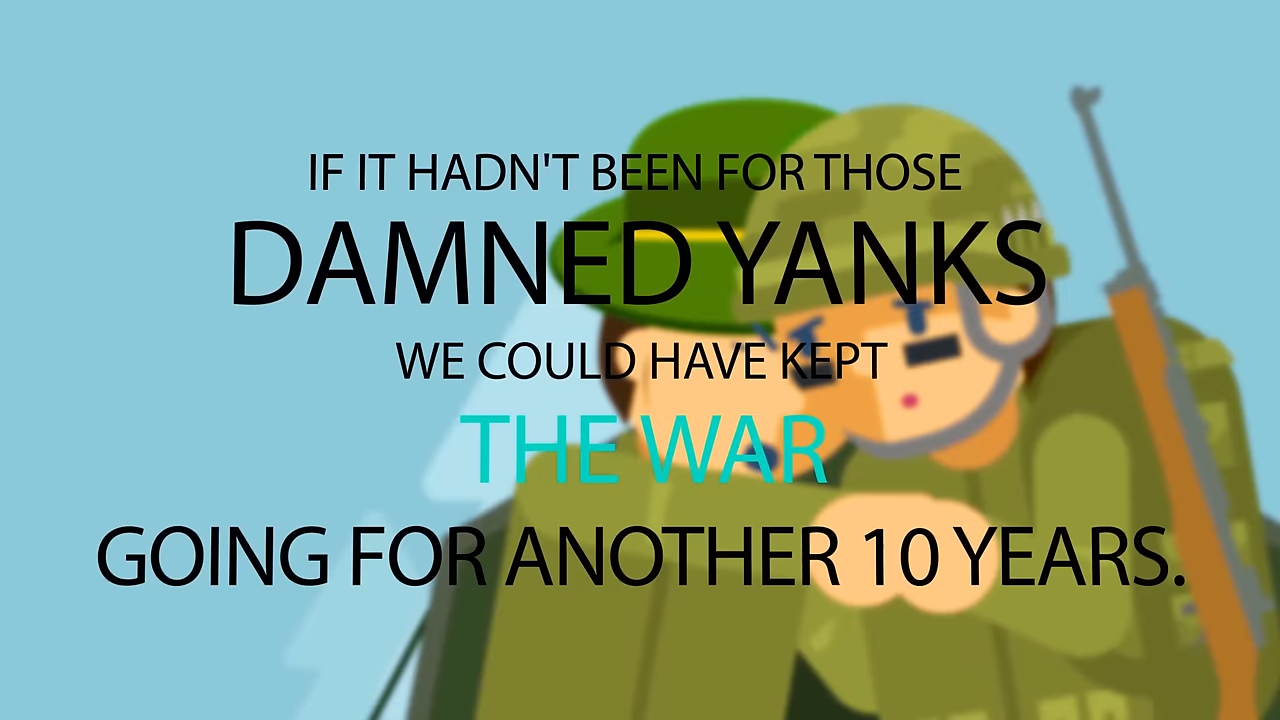 IF IT HADN'T BEEN FOR THOSE
DAMNED YANKS
WE COULD HAVE KEPT
THE WAR
GOING FOR ANOTHER 10 YEARS.